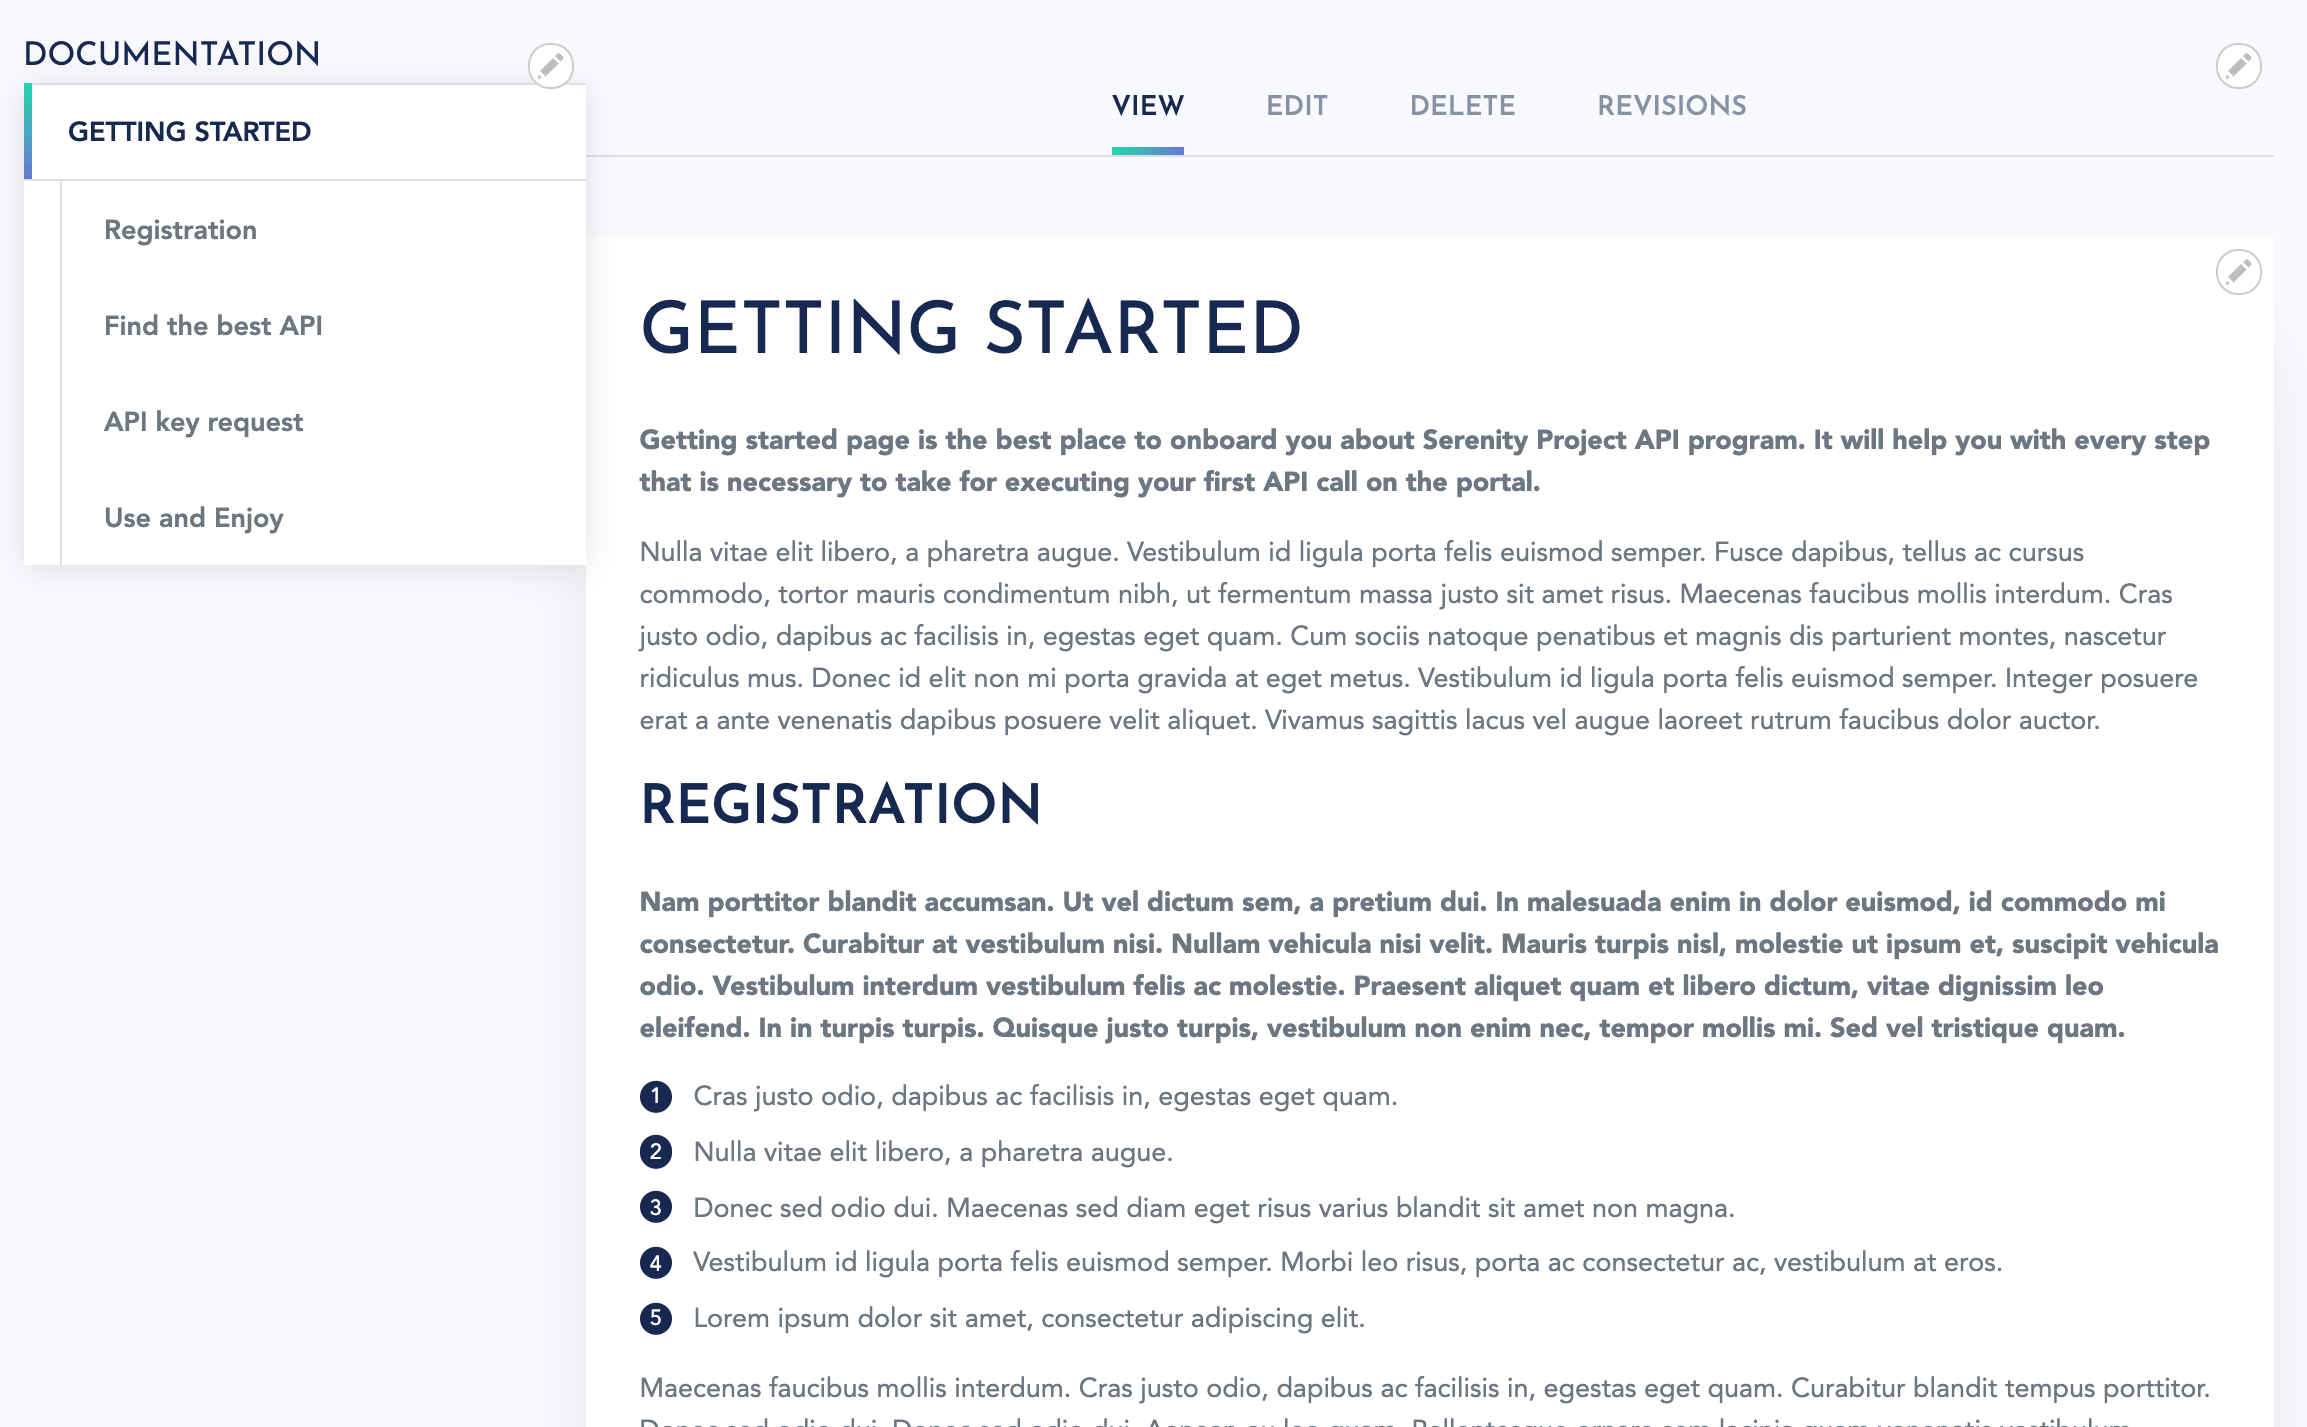 DOCUMENTATION
GETTING STARTED
Registration
Find the best API
API key request
Use and Enjoy
VIEW EDIT DELETE REVISIONS
GETTING STARTED
Getting started page is the best place to onboard you about Serenity Project API program. It will help you with every step
that is necessary to take for executing your first API call on the portal.
Nulla vitae elit libero, a pharetra augue. Vestibulum id ligula porta felis euismod semper. Fusce dapibus, tellus ac cursus
commodo, tortor mauris condimentum nibh, ut fermentum massa justo sit amet risus. Maecenas faucibus mollis interdum. Cras
justo odio, dapibus ac facilisis in, egestas eget quam. Cum sociis natoque penatibus et magnis dis parturient montes, nascetur
ridiculus mus. Donec id elit non mi porta gravida at eget metus. Vestibulum id ligula porta felis euismod semper. Integer posuere
erat a ante venenatis dapibus posuere velit aliquet. Vivamus sagittis lacus vel augue laoreet rutrum faucibus dolor auctor.
REGISTRATION
Nam porttitor blandit accumsan. Ut vel dictum sem, a pretium dui. In malesuada enim in dolor euismod, id commodo mi
consectetur. Curabitur at vestibulum nisi. Nullam vehicula nisi velit. Mauris turpis nisl, molestie ut ipsum et, suscipit vehicula
odio. Vestibulum interdum vestibulum felis ac molestie. Praesent aliquet quam et libero dictum, vitae dignissim leo
eleifend. In in turpis turpis. Quisque justo turpis, vestibulum non enim nec, tempor mollis mi. Sed vel tristique quam.
1 Cras justo odio, dapibus ac facilisis in, egestas eget quam.
2 Nulla vitae elit libero, a pharetra augue.
3 Donec sed odio dui. Maecenas sed diam eget risus varius blandit sit amet non magna.
4 Vestibulum id ligula porta felis euismod semper. Morbi leo risus, porta ac consectetur ac, vestibulum at eros.
5 Lorem ipsum dolor sit amet, consectetur adipiscing elit.
Maecenas faucibus mollis interdum. Cras justo odio, dapibus ac facilisis in, egestas eget quam. Curabitur blandit tempus porttitor.